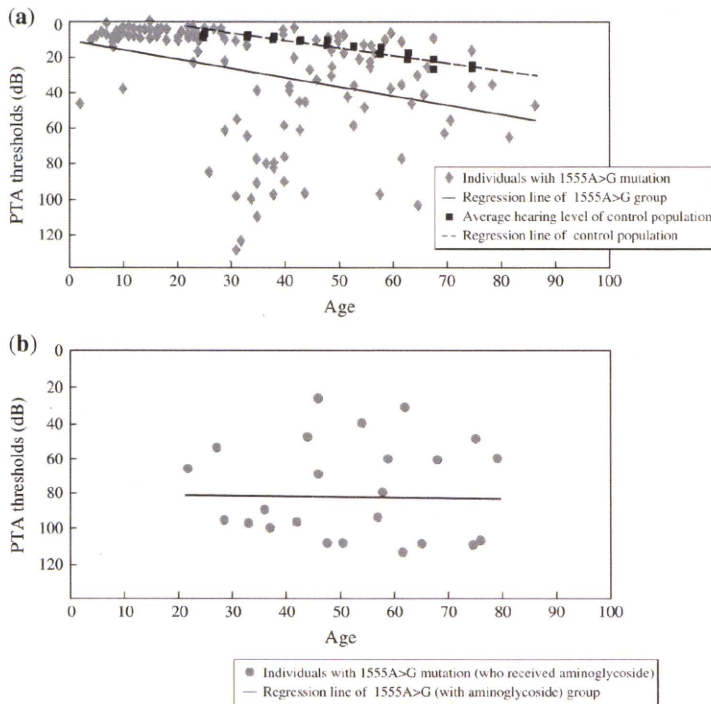 (a)
0
20
40
60
80
100
120
PTA thresholds (dB)
0 10 20 30 40 50 60 70 80 90 100
Age
Individuals with 1555A>G mutation
Regression line of 1555A>G group
Average hearing level of control population
Regression line of control population
(b)
0
20
40
60
80
100
120
PTA thresholds (dB)
0 10 20 30 40 50 60 70 80 90 100
Age
Individuals with 1555A>G mutation (who received aminoglycoside)
Regression line of 1555A>G (with aminoglycoside) group